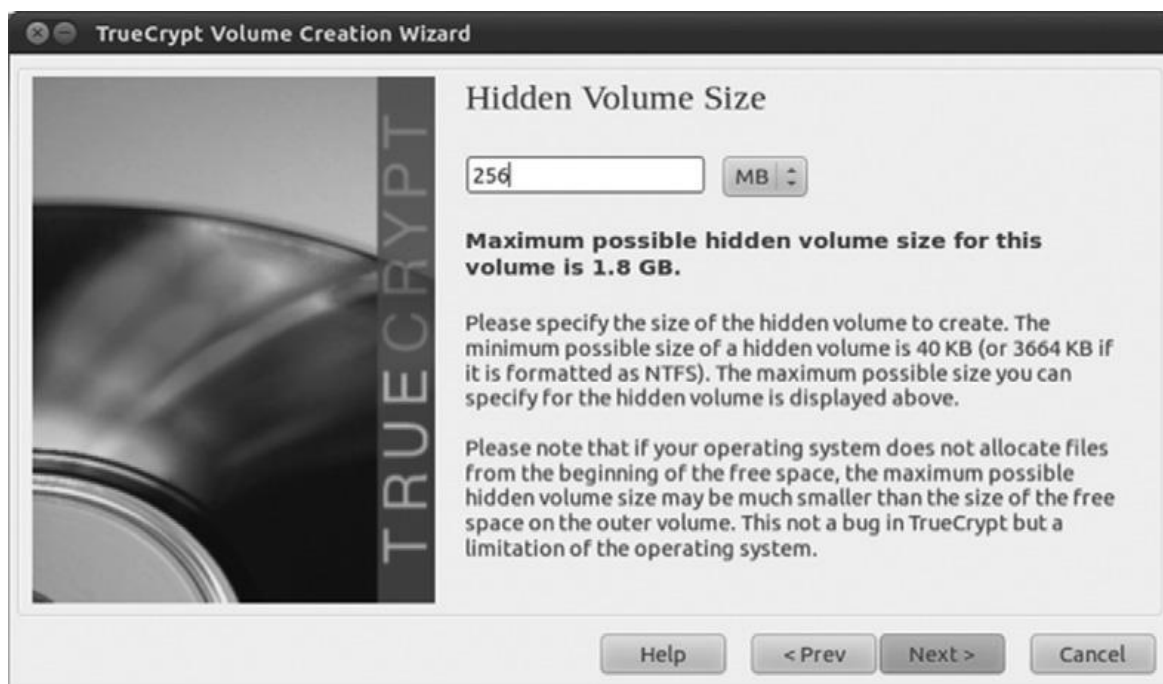 TrueCrypt Volume Creation Wizard
TRUECRYPT
Hidden Volume Size
256
MB
Maximum possible hidden volume size for this
volume is 1.8 GB.
Please specify the size of the hidden volume to create. The
minimum possible size of a hidden volume is 40 KB (or 3664 KB if
it is formatted as NTFS). The maximum possible size you can
specify for the hidden volume is displayed above.
Please note that if your operating system does not allocate files
from the beginning of the free space, the maximum possible
hidden volume size may be much smaller than the size of the free
space on the outer volume. This not a bug in TrueCrypt but a
limitation of the operating system.
Help
< Prev
Next >
Cancel